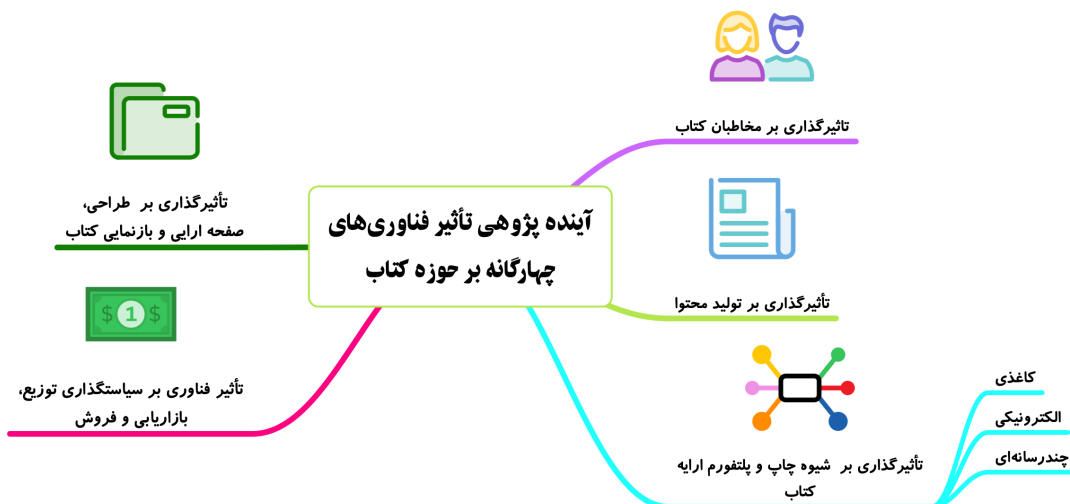 آینده پژوهی تأثیر فناوری‌های
چهارگانه بر حوزه کتاب
تاثیرگذاری بر مخاطبان کتاب
تأثیرگذاری بر تولید محتوا
تأثیرگذاری بر شیوه چاپ و پلتفورم ارایه
کتاب
کاغذی
الکترونیکی
چندرسانه‌ای
تأثیرگذاری بر طراحی،
صفحه ارایی و بازنمایی کتاب
$ 1 $
تأثیر فناوری بر سیاستگذاری توزیع،
بازاریابی و فروش